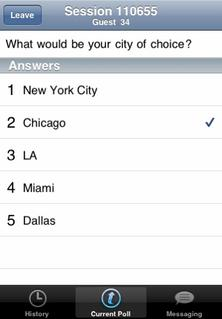 Leave
Session 110655
Guest 34
What would be your city of choice?
Answers
1 New York City
2 Chicago
3 LA
4 Miami
5 Dallas
History
Current Poll
Messaging